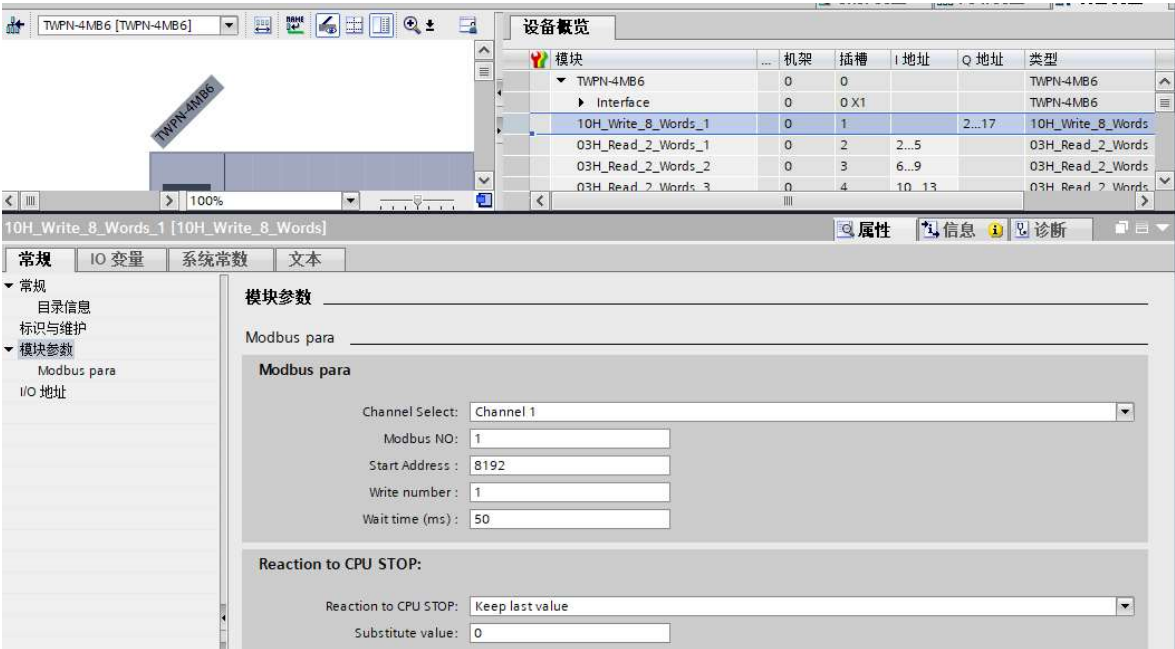 TWPN-4MB6 [TWPN-4MB6]
设备概览
模块 ... 机架 插槽 I 地址 Q 地址 类型
TWPN-4MB6 0 0 TWPN-4MB6
Interface 0 0 X1 TWPN-4MB6
10H_Write_8_Words_1 0 1 2...17 10H_Write_8_Words
03H_Read_2_Words_1 0 2 2...5 03H_Read_2_Words
03H_Read_2_Words_2 0 3 6...9 03H_Read_2_Words
03H_Read_2_Words_3 0 4 10...13 03H_Read_2_Words
TWPN-4MB6
100%
10H_Write_8_Words_1 [10H_Write_8_Words]
属性 信息 诊断
常规 IO 变量 系统常数 文本
常规
目录信息
标识与维护
模块参数
Modbus para
I/O 地址
模块参数
Modbus para
Modbus para
Channel Select: Channel 1
Modbus NO: 1
Start Address : 8192
Write number : 1
Wait time (ms) : 50
Reaction to CPU STOP:
Reaction to CPU STOP: Keep last value
Substitute value: 0